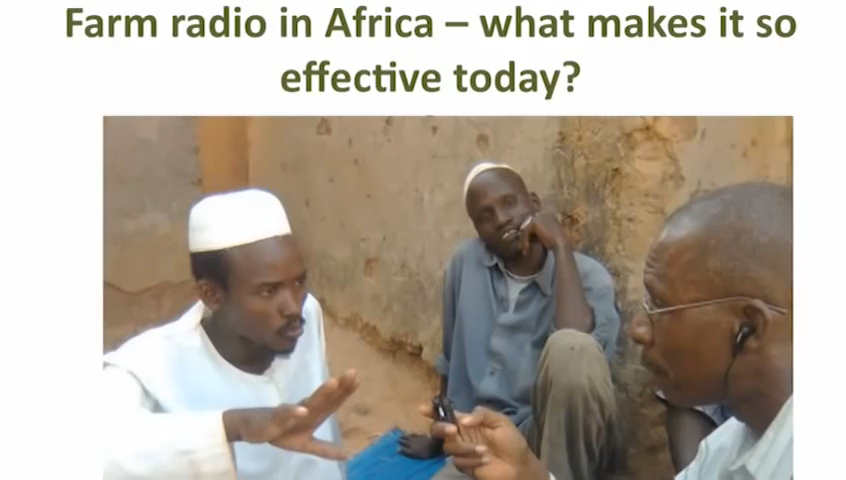 Farm radio in Africa – what makes it so
effective today?